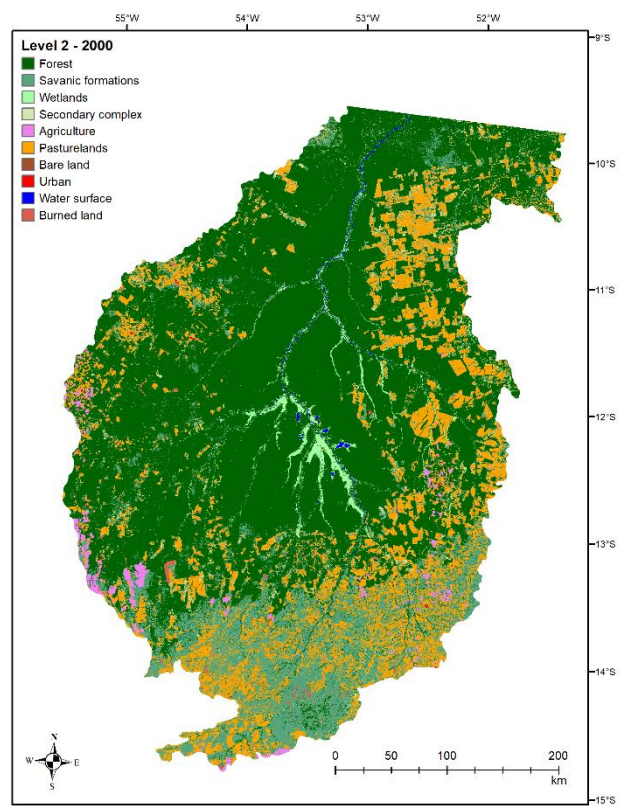 55°W 54°W 53°W 52°W
Level 2 - 2000
Forest
Savanic formations
Wetlands
Secondary complex
Agriculture
Pasturelands
Bare land
Urban
Water surface
Burned land
9°S
10°S
11°S
12°S
13°S
14°S
15°S
N
W E
S
0 50 100 200
km